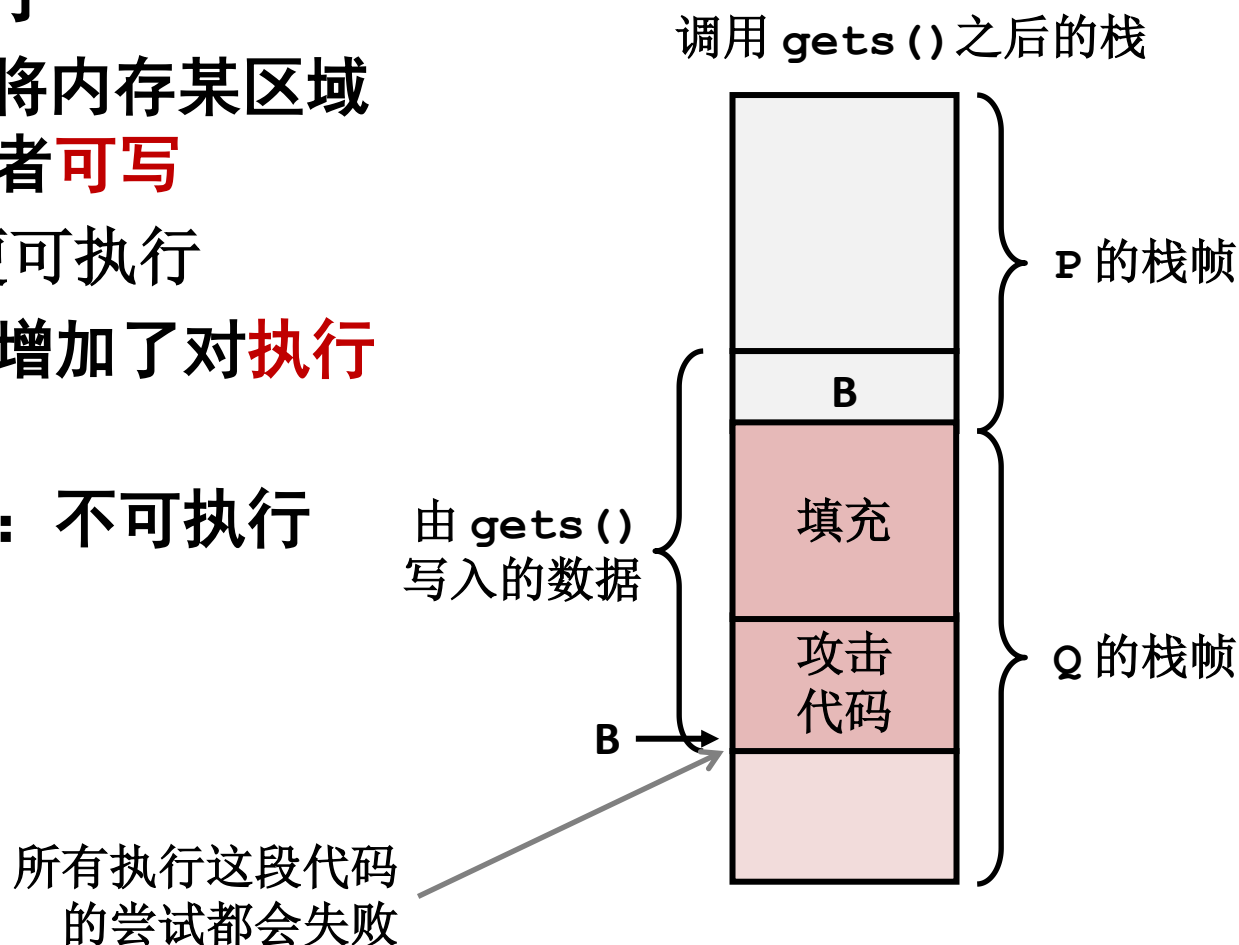 调用 gets()之后的栈
将内存某区域
者可写
可执行
增加了对执行
：不可执行
P 的栈帧
B
填充
由 gets()
写入的数据
攻击
代码
Q 的栈帧
B
所有执行这段代码
的尝试都会失败